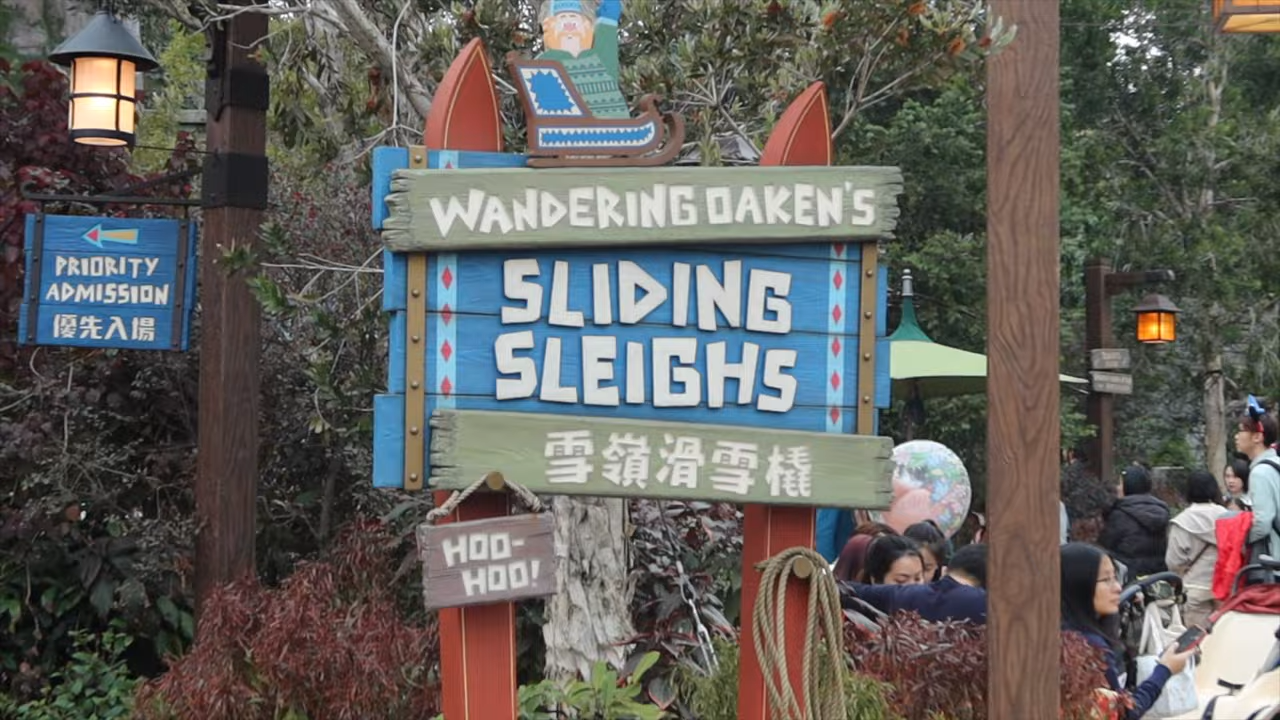 PRIORITY
ADMISSION
優先入場
WANDERING OAKEN'S
SLIDING
SLEIGHS
雪嶺滑雪橇
HOO-
HOO!